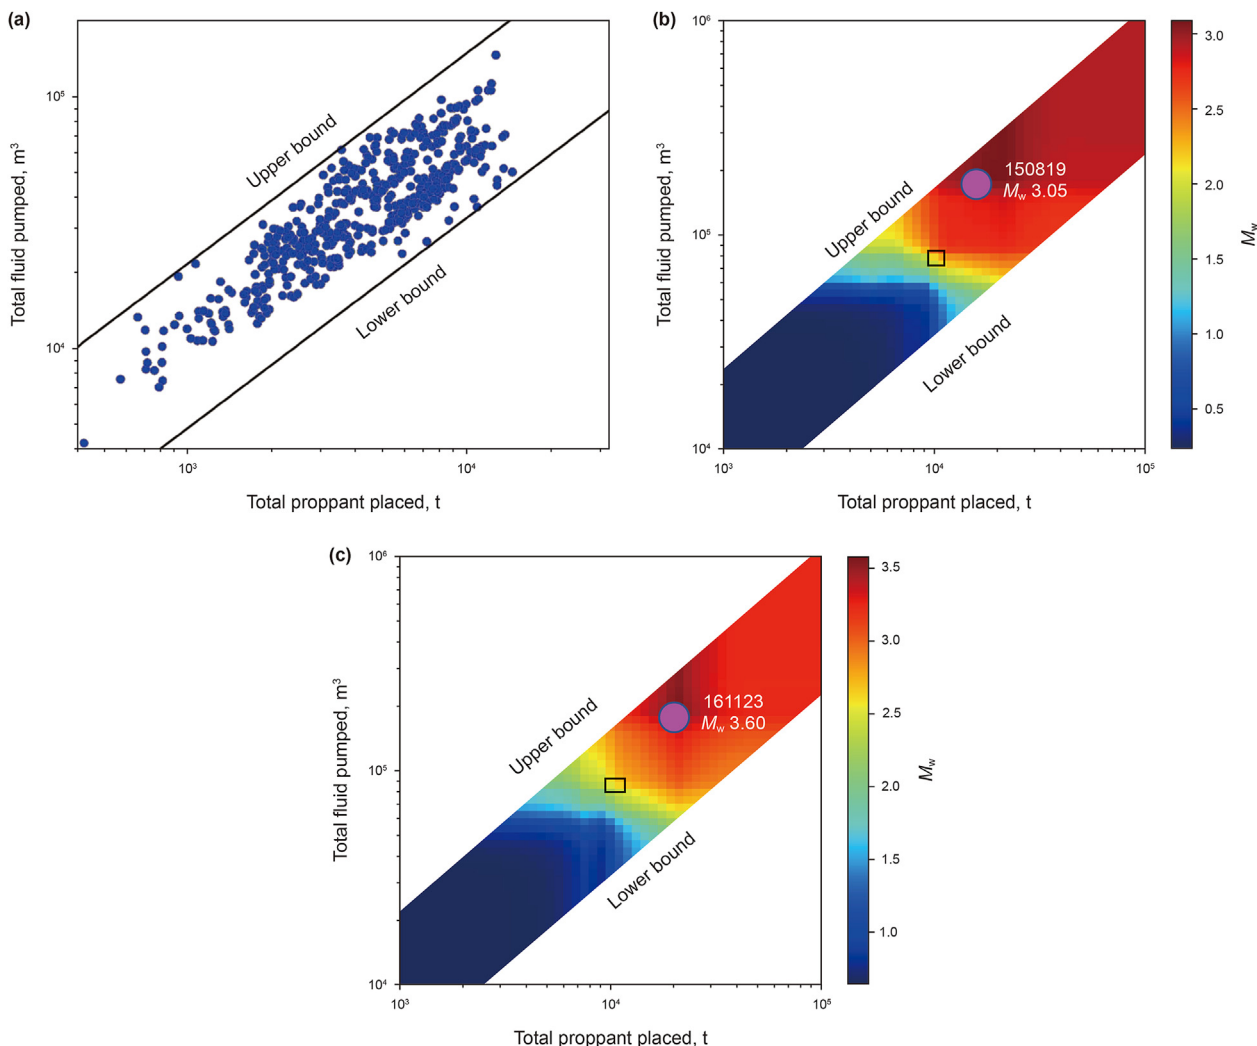 (a)
Total fluid pumped, m³
10⁵
10⁴
Upper bound
Lower bound
10³
10⁴
Total proppant placed, t
(b)
Total fluid pumped, m³
10⁶
10⁵
10⁴
Upper bound
150819
Mw 3.05
Lower bound
10³
10⁴
10⁵
Total proppant placed, t
3.0
2.5
2.0
1.5
1.0
0.5
Mw
(c)
Total fluid pumped, m³
10⁶
10⁵
10⁴
Upper bound
161123
Mw 3.60
Lower bound
10³
10⁴
10⁵
Total proppant placed, t
3.5
3.0
2.5
2.0
1.5
1.0
Mw